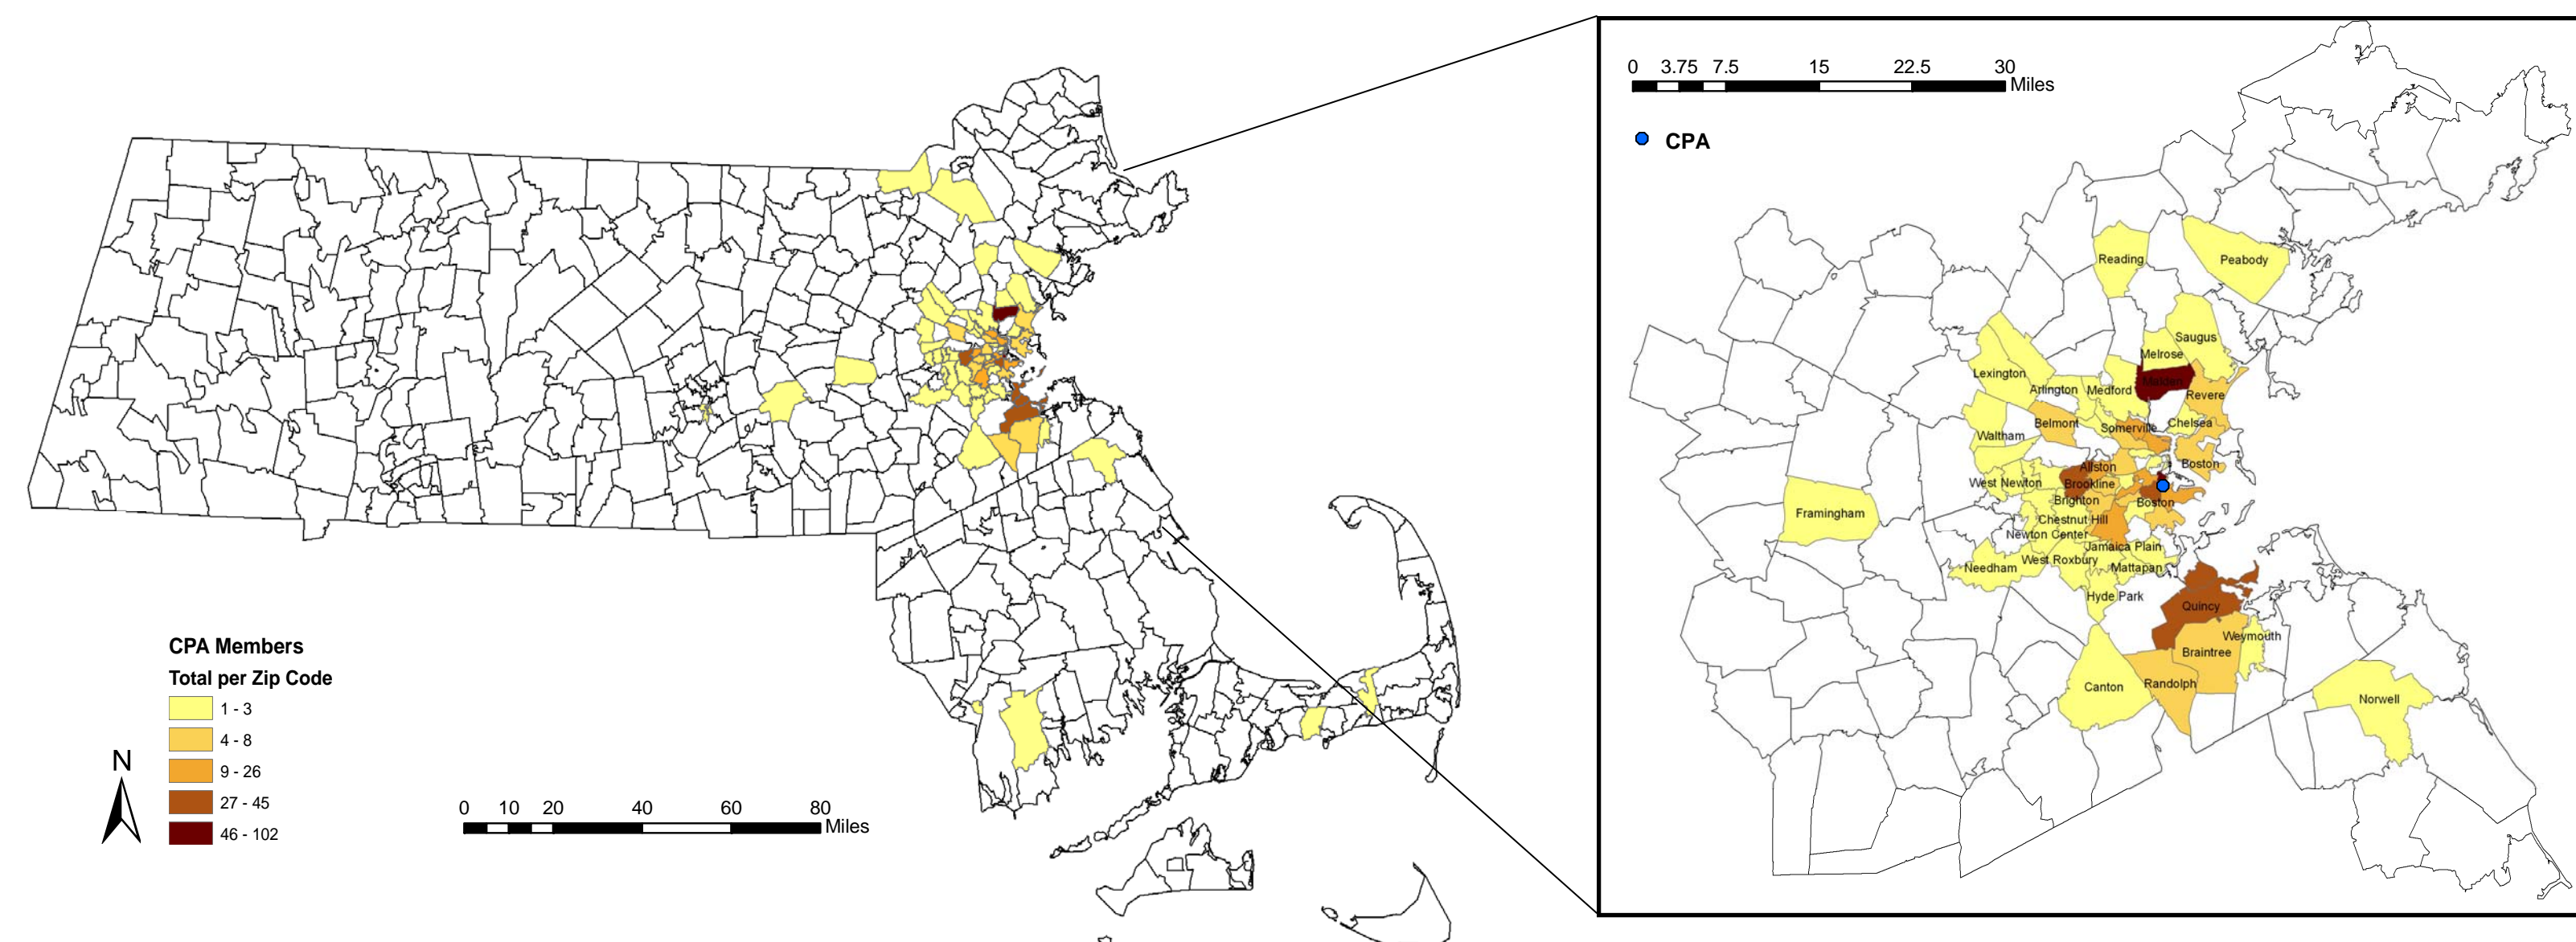 CPA Members
Total per Zip Code
1 - 3
4 - 8
9 - 26
27 - 45
46 - 102
N
0 10 20 40 60 80 Miles
0 3.75 7.5 15 22.5 30 Miles
CPA
Reading
Peabody
Saugus
Melrose
Lexington
Malden
Arlington
Medford
Revere
Belmont
Somerville
Chelsea
Waltham
Allston
Boston
West Newton
Brookline
Brighton
Boston
Framingham
Chestnut Hill
Newton Center
Jamaica Plain
West Roxbury
Needham
Mattapan
Hyde Park
Quincy
Weymouth
Braintree
Canton
Randolph
Norwell